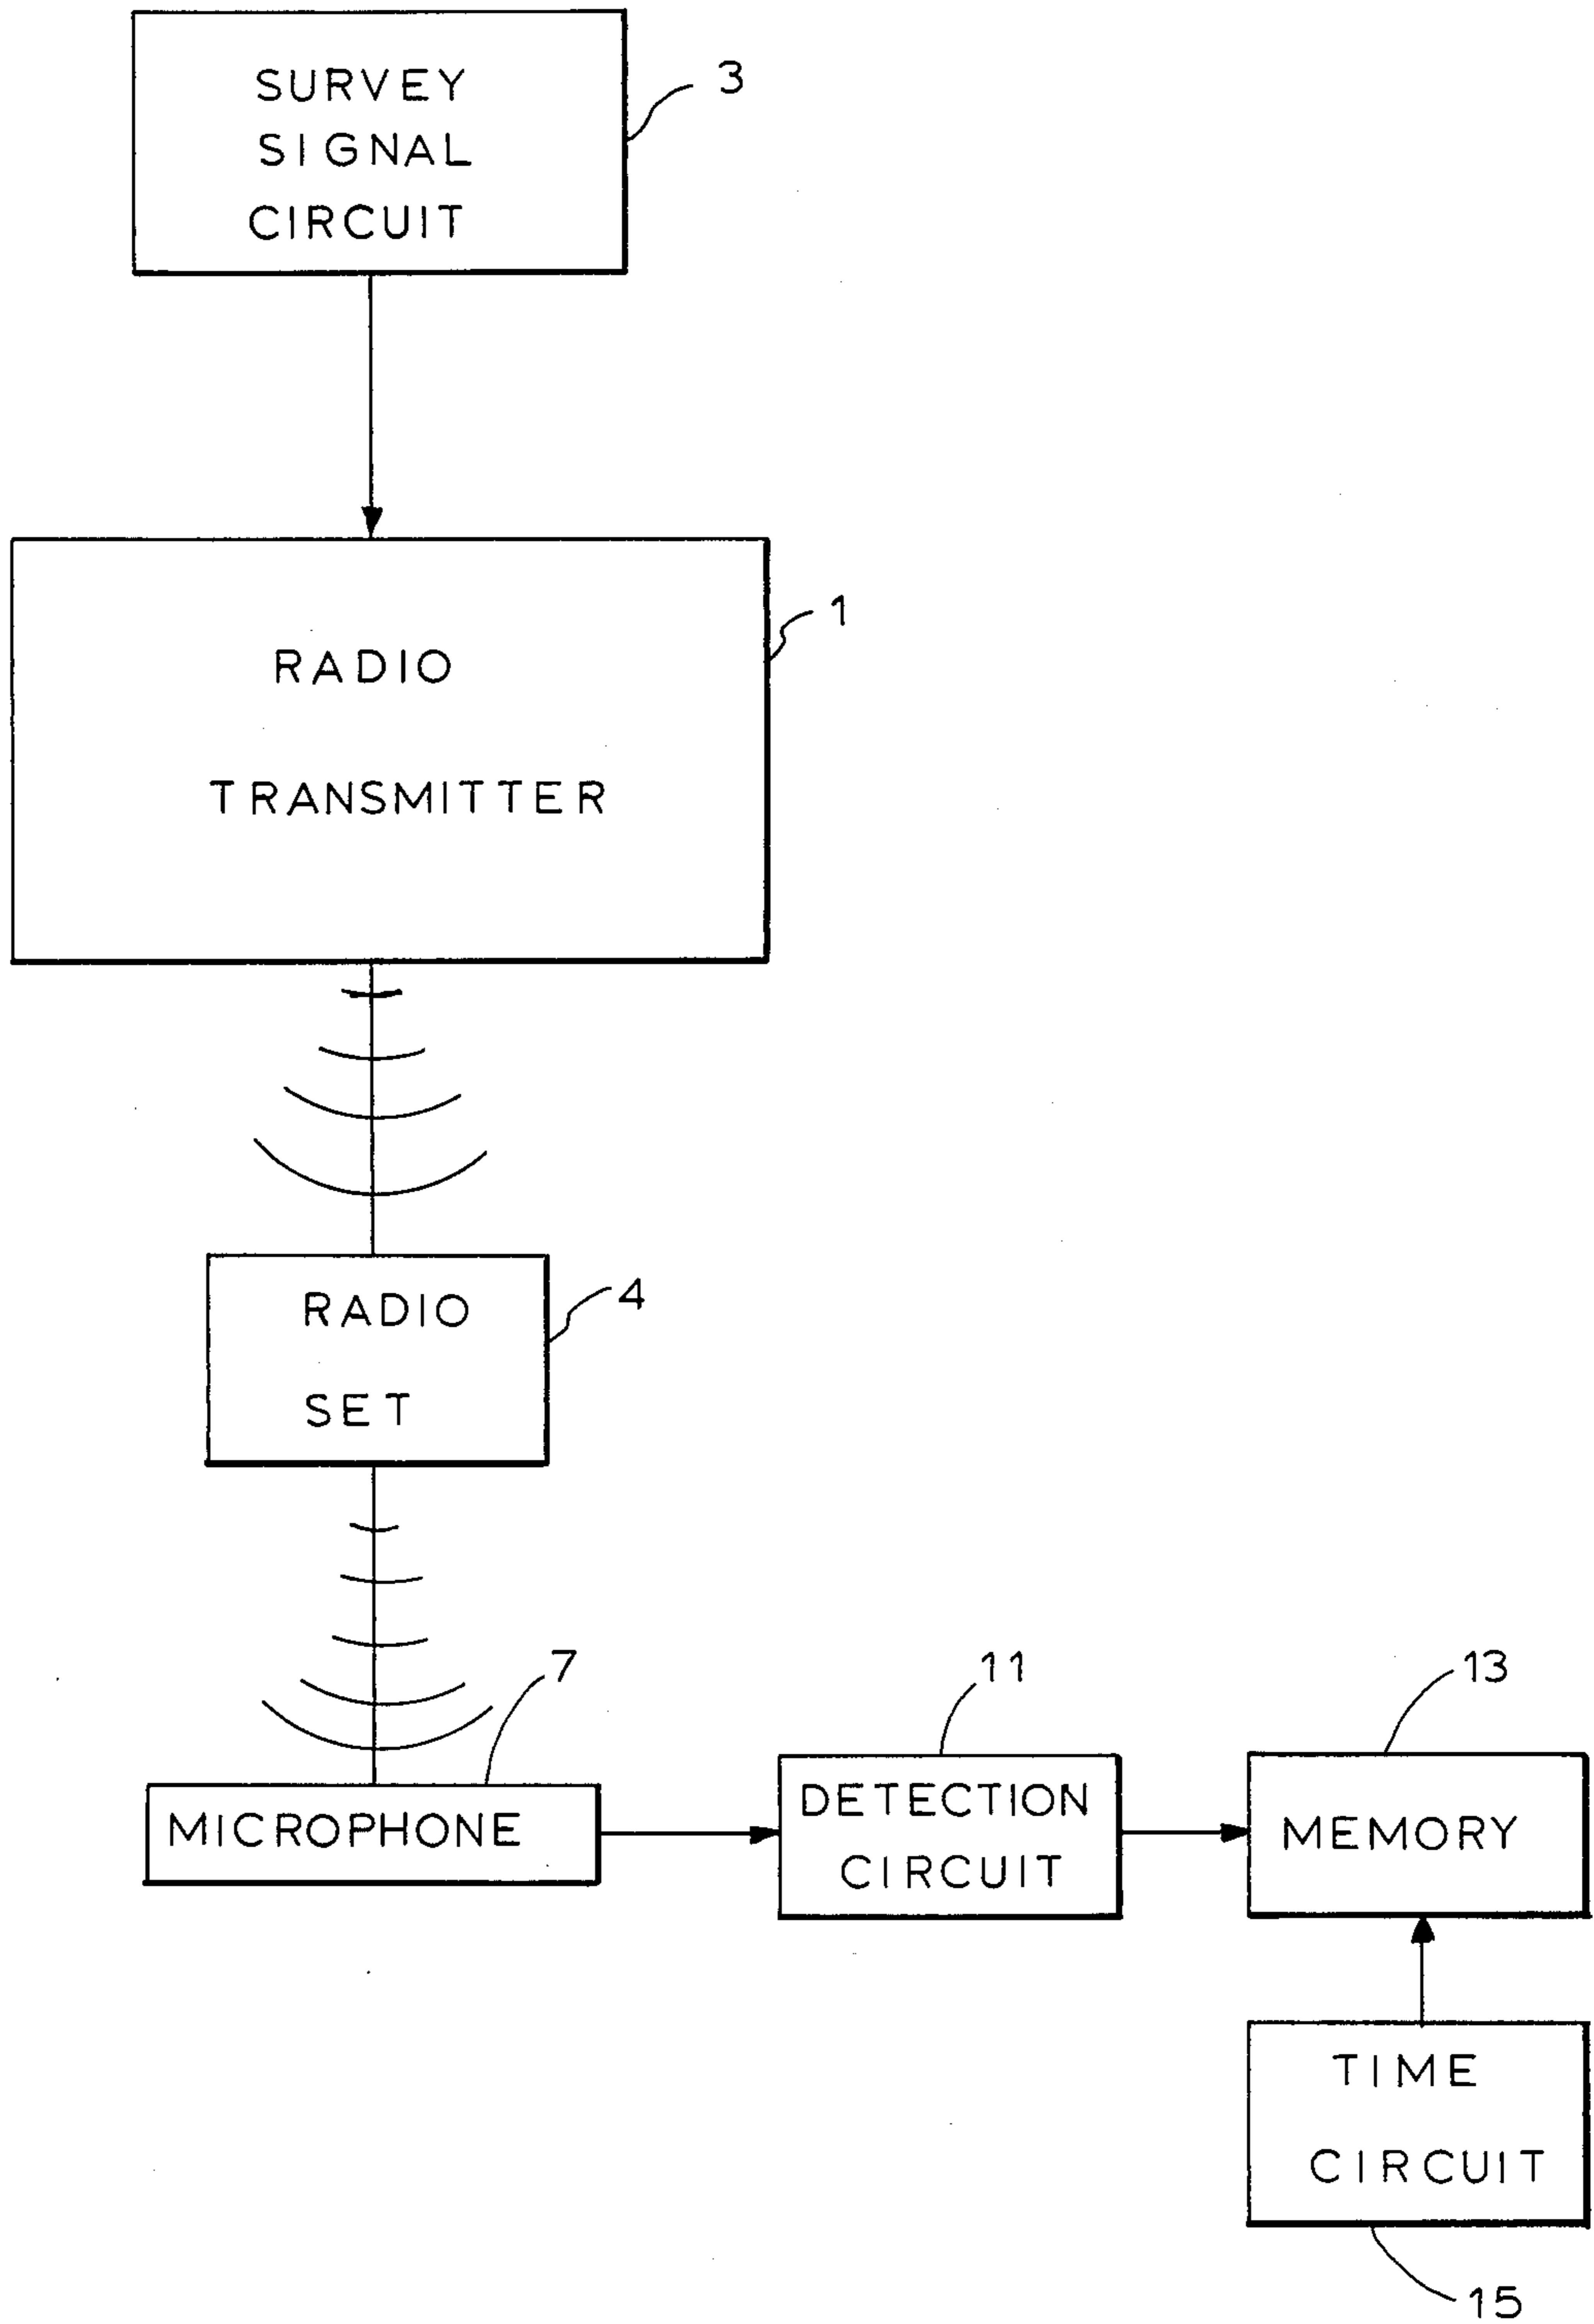 SURVEY
SIGNAL
CIRCUIT
3
RADIO
TRANSMITTER
1
RADIO
SET
4
7
MICROPHONE
11
DETECTION
CIRCUIT
13
MEMORY
TIME
CIRCUIT
15